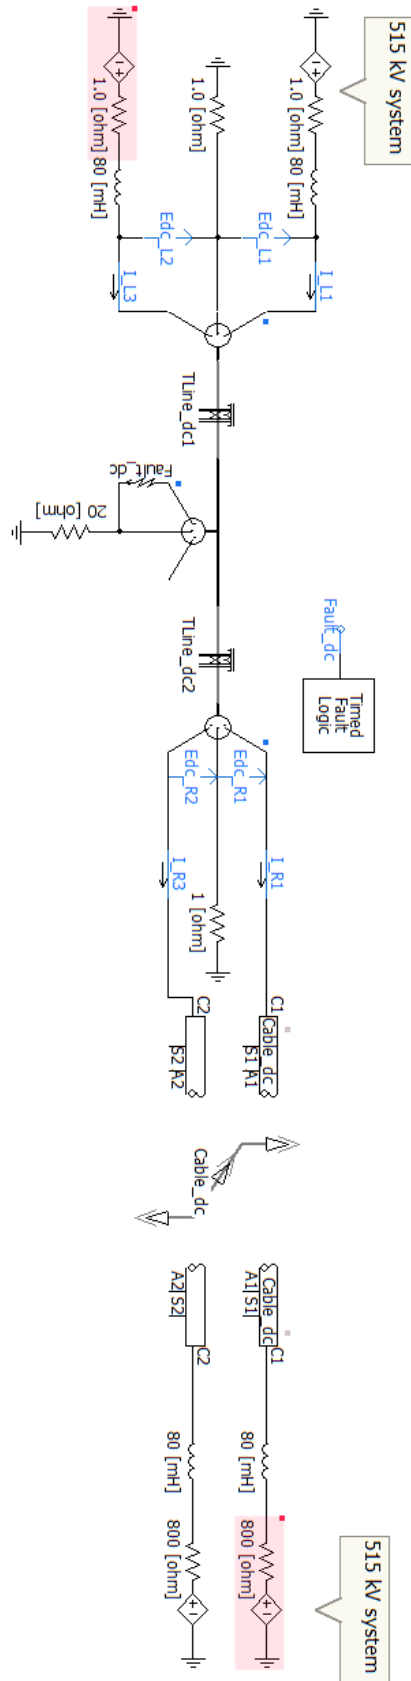 515 kV system
1.0 [ohm]
80 [mH]
1.0 [ohm]
1.0 [ohm]
80 [mH]
Edc_L1
Edc_L2
I_L1
I_L3
TLine_dc1
Fault_dc
20 [ohm]
Fault_dc
Timed
Fault
Logic
TLine_dc2
Edc_R1
Edc_R2
I_R1
I_R3
1 [ohm]
C1
Cable_dc
S1 A1
C2
S2 A2
Cable_dc
Cable_dc
A1 S1
C1
A2 S2
C2
80 [mH]
800 [ohm]
80 [mH]
800 [ohm]
515 kV system